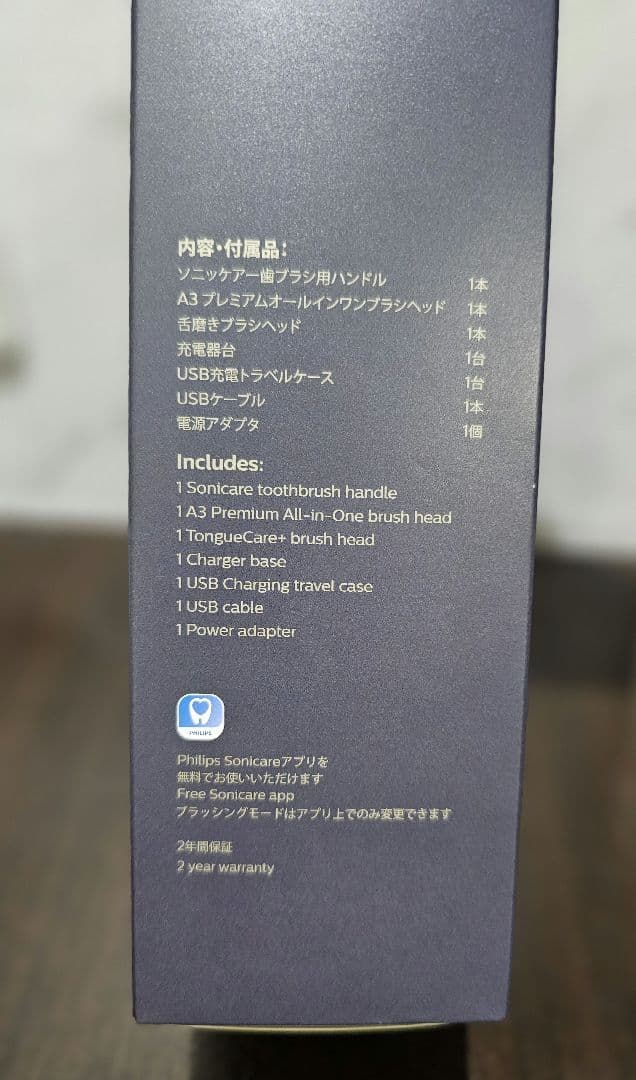 内容・付属品：
ソニッケアー歯ブラシ用ハンドル 1本
A3 プレミアムオールインワンブラシヘッド 1本
舌磨きブラシヘッド 1本
充電器台 1台
USB充電トラベルケース 1台
USBケーブル 1本
電源アダプタ 1個
Includes:
1 Sonicare toothbrush handle
1 A3 Premium All-in-One brush head
1 TongueCare+ brush head
1 Charger base
1 USB Charging travel case
1 USB cable
1 Power adapter
PHILIPS
Philips Sonicareアプリを
無料でお使いいただけます
Free Sonicare app
ブラッシングモードはアプリ上でのみ変更できます
2年間保証
2 year warranty